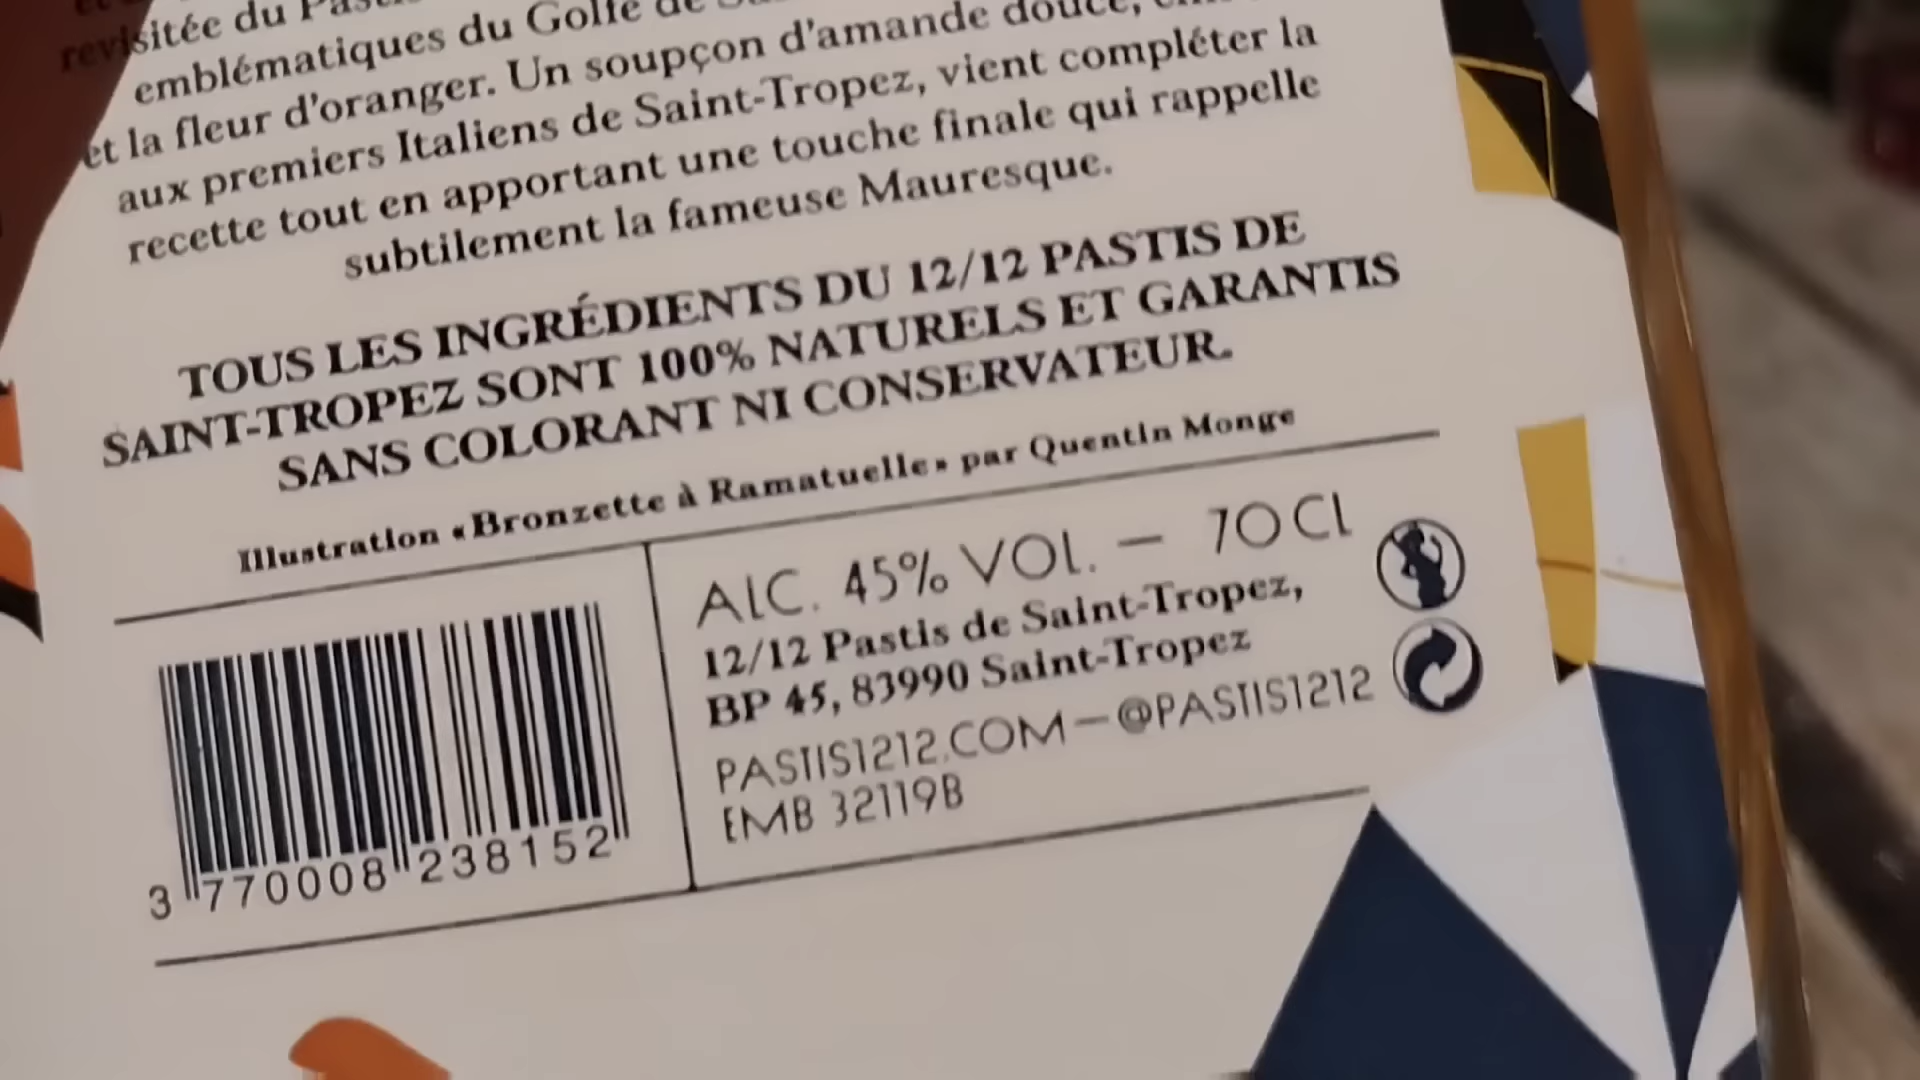 revisitée du
emblématiques du Golfe de
et la fleur d'oranger. Un soupçon d'amande douce,
aux premiers Italiens de Saint-Tropez, vient compléter la
recette tout en apportant une touche finale qui rappelle
subtilement la fameuse Mauresque.
TOUS LES INGRÉDIENTS DU 12/12 PASTIS DE
SAINT-TROPEZ SONT 100% NATURELS ET GARANTIS
SANS COLORANT NI CONSERVATEUR.
Illustration «Bronzette à Ramatuelle» par Quentin Monge
ALC. 45% VOL. — 70 CL
12/12 Pastis de Saint-Tropez,
BP 45, 83990 Saint-Tropez
PASTIS1212.COM—@PASTIS1212
EMB 32119B
3 770008 238152